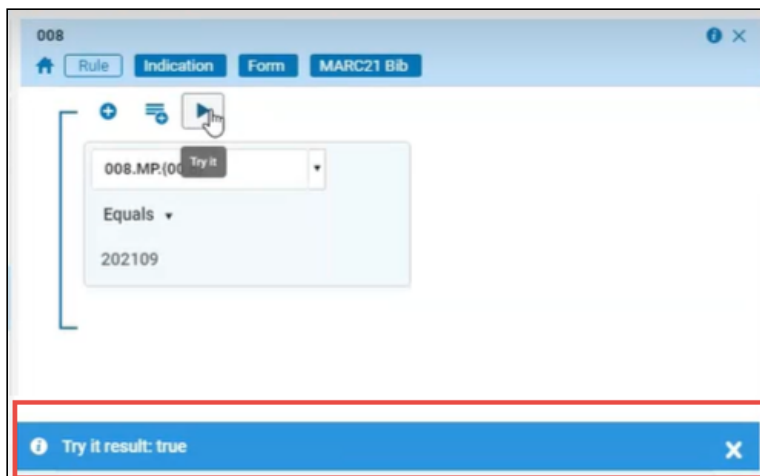 008
Rule Indication Form MARC21 Bib
Try it
008.MP.(00
Equals
202109
Try it result: true